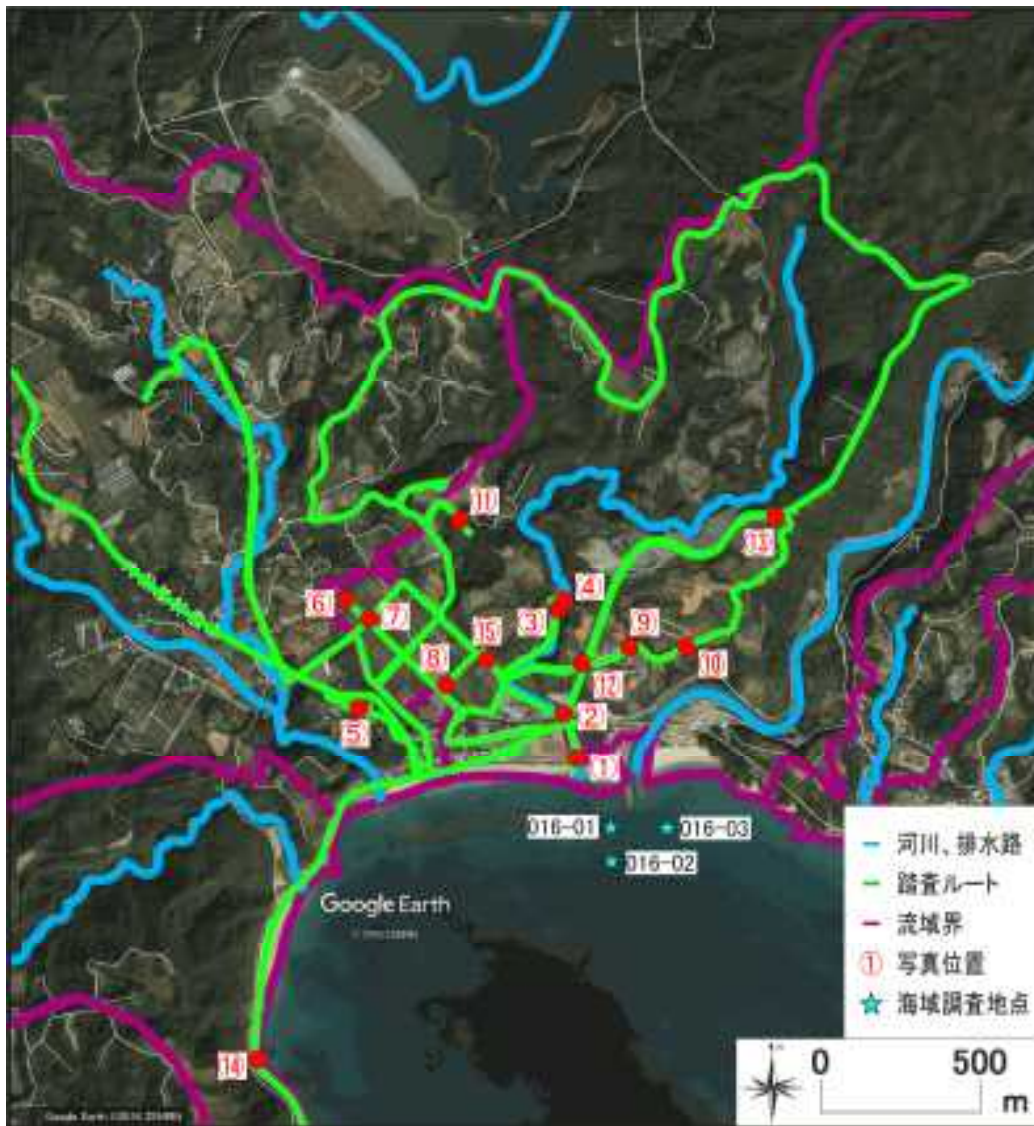 ⑪
④
⑥
③
⑦
⑬
⑨
⑮
⑧
⑩
⑫
②
⑤
①
016-01
016-03
016-02
Google Earth
⑭
河川、排水路
踏査ルート
流域界
① 写真位置
海域調査地点
0 500
m